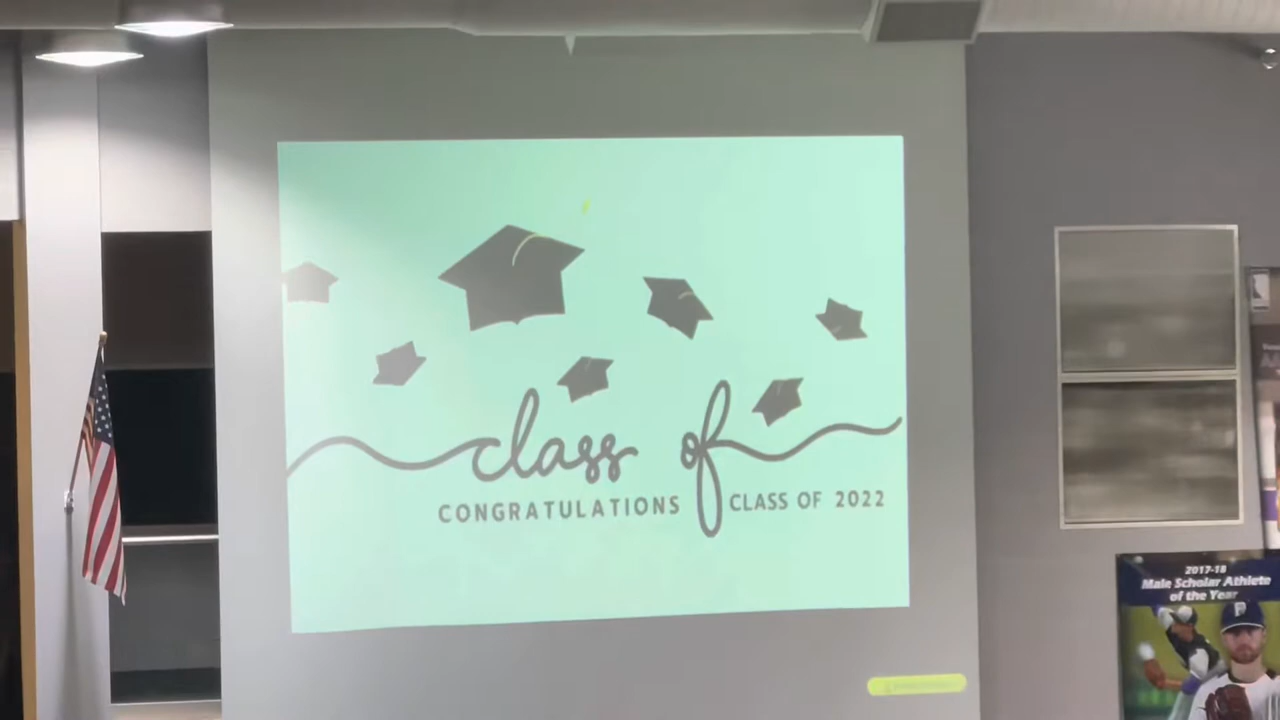 class of
CONGRATULATIONS CLASS OF 2022
2017-18
Male Scholar Athlete
of the Year
P